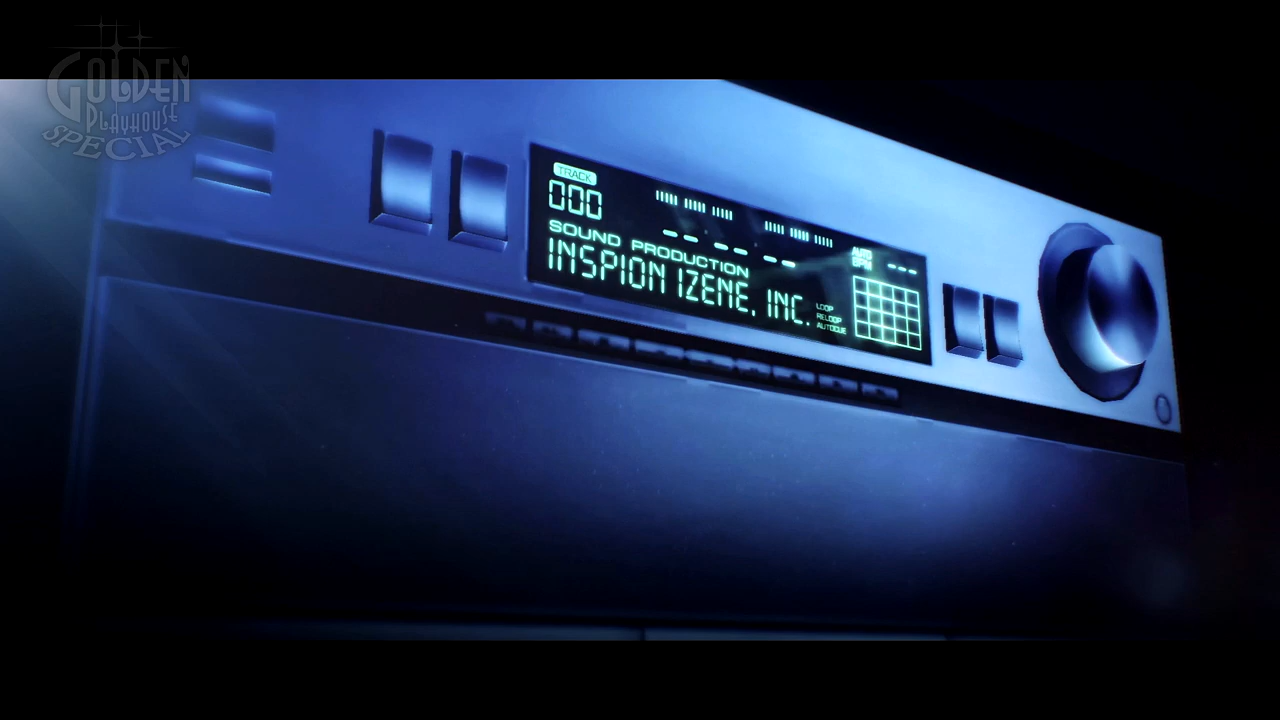 GOLDEN
PLAYHOUSE
SPECIAL
TRACK
000
SOUND PRODUCTION
INSPION IZENE, INC.
AUTO
BPM
LOOP
RELOOP
AUTOCUE